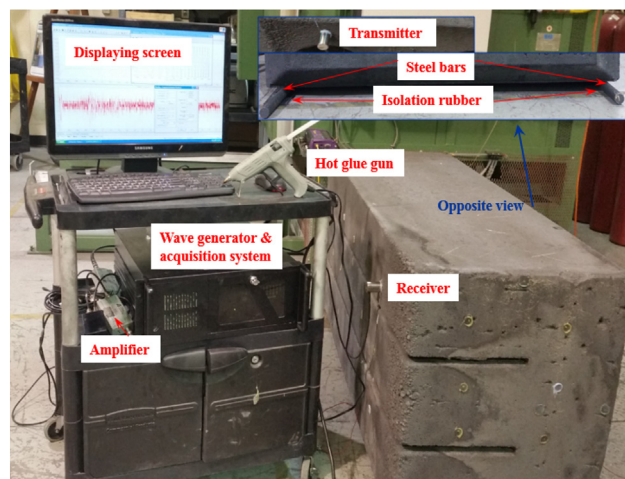 Displaying screen
Transmitter
Steel bars
Isolation rubber
Hot glue gun
Opposite view
Wave generator &
acquisition system
Receiver
Amplifier
SAMSUNG